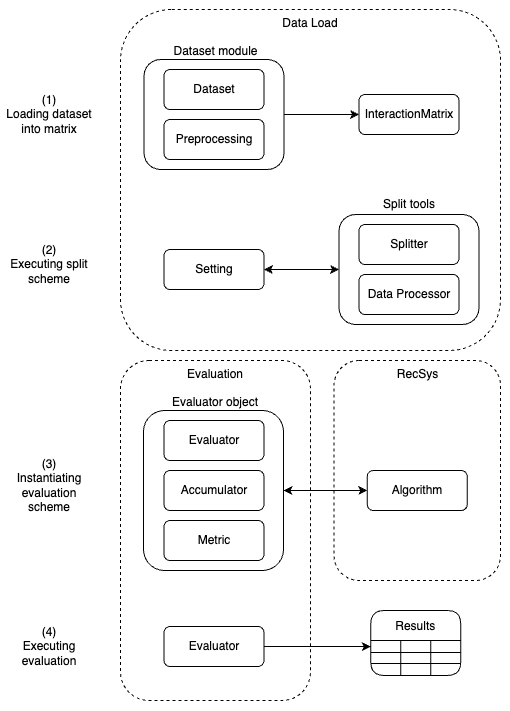 Data Load
Dataset module
Dataset
Preprocessing
InteractionMatrix
(1)
Loading dataset
into matrix
Split tools
Splitter
Data Processor
Setting
(2)
Executing split
scheme
Evaluation
RecSys
Evaluator object
Evaluator
Accumulator
Metric
Algorithm
(3)
Instantiating
evaluation
scheme
(4)
Executing
evaluation
Evaluator
Results